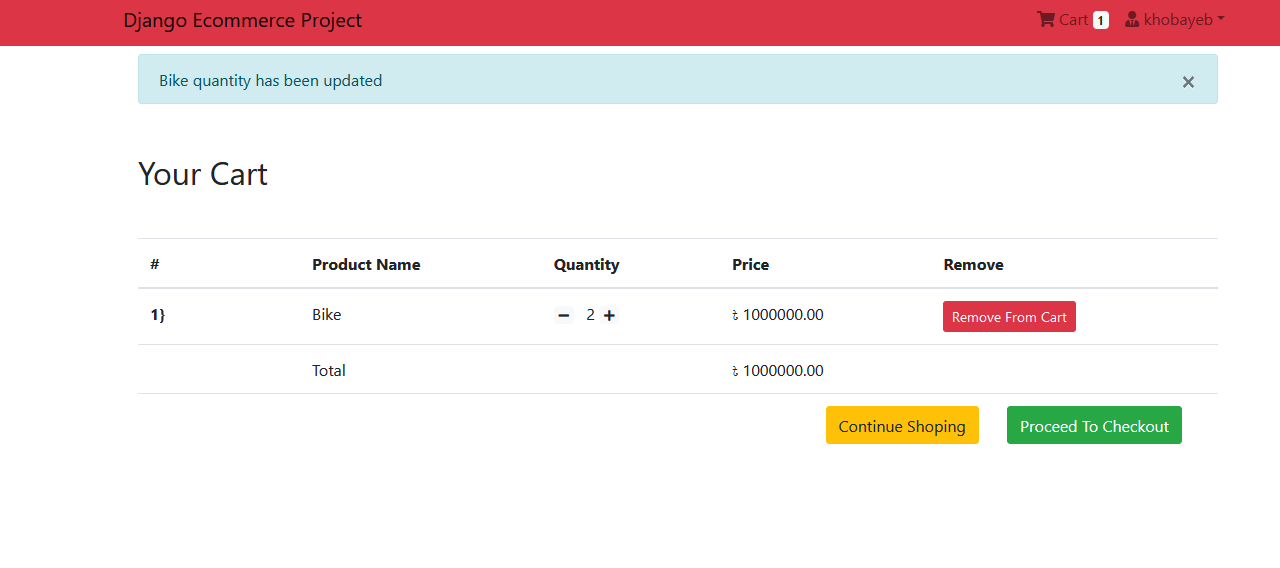 Django Ecommerce Project Cart 1 khobayeb
Bike quantity has been updated ×
Your Cart
# Product Name Quantity Price Remove
1} Bike − 2 + ৳ 1000000.00 Remove From Cart
Total ৳ 1000000.00
Continue Shoping Proceed To Checkout